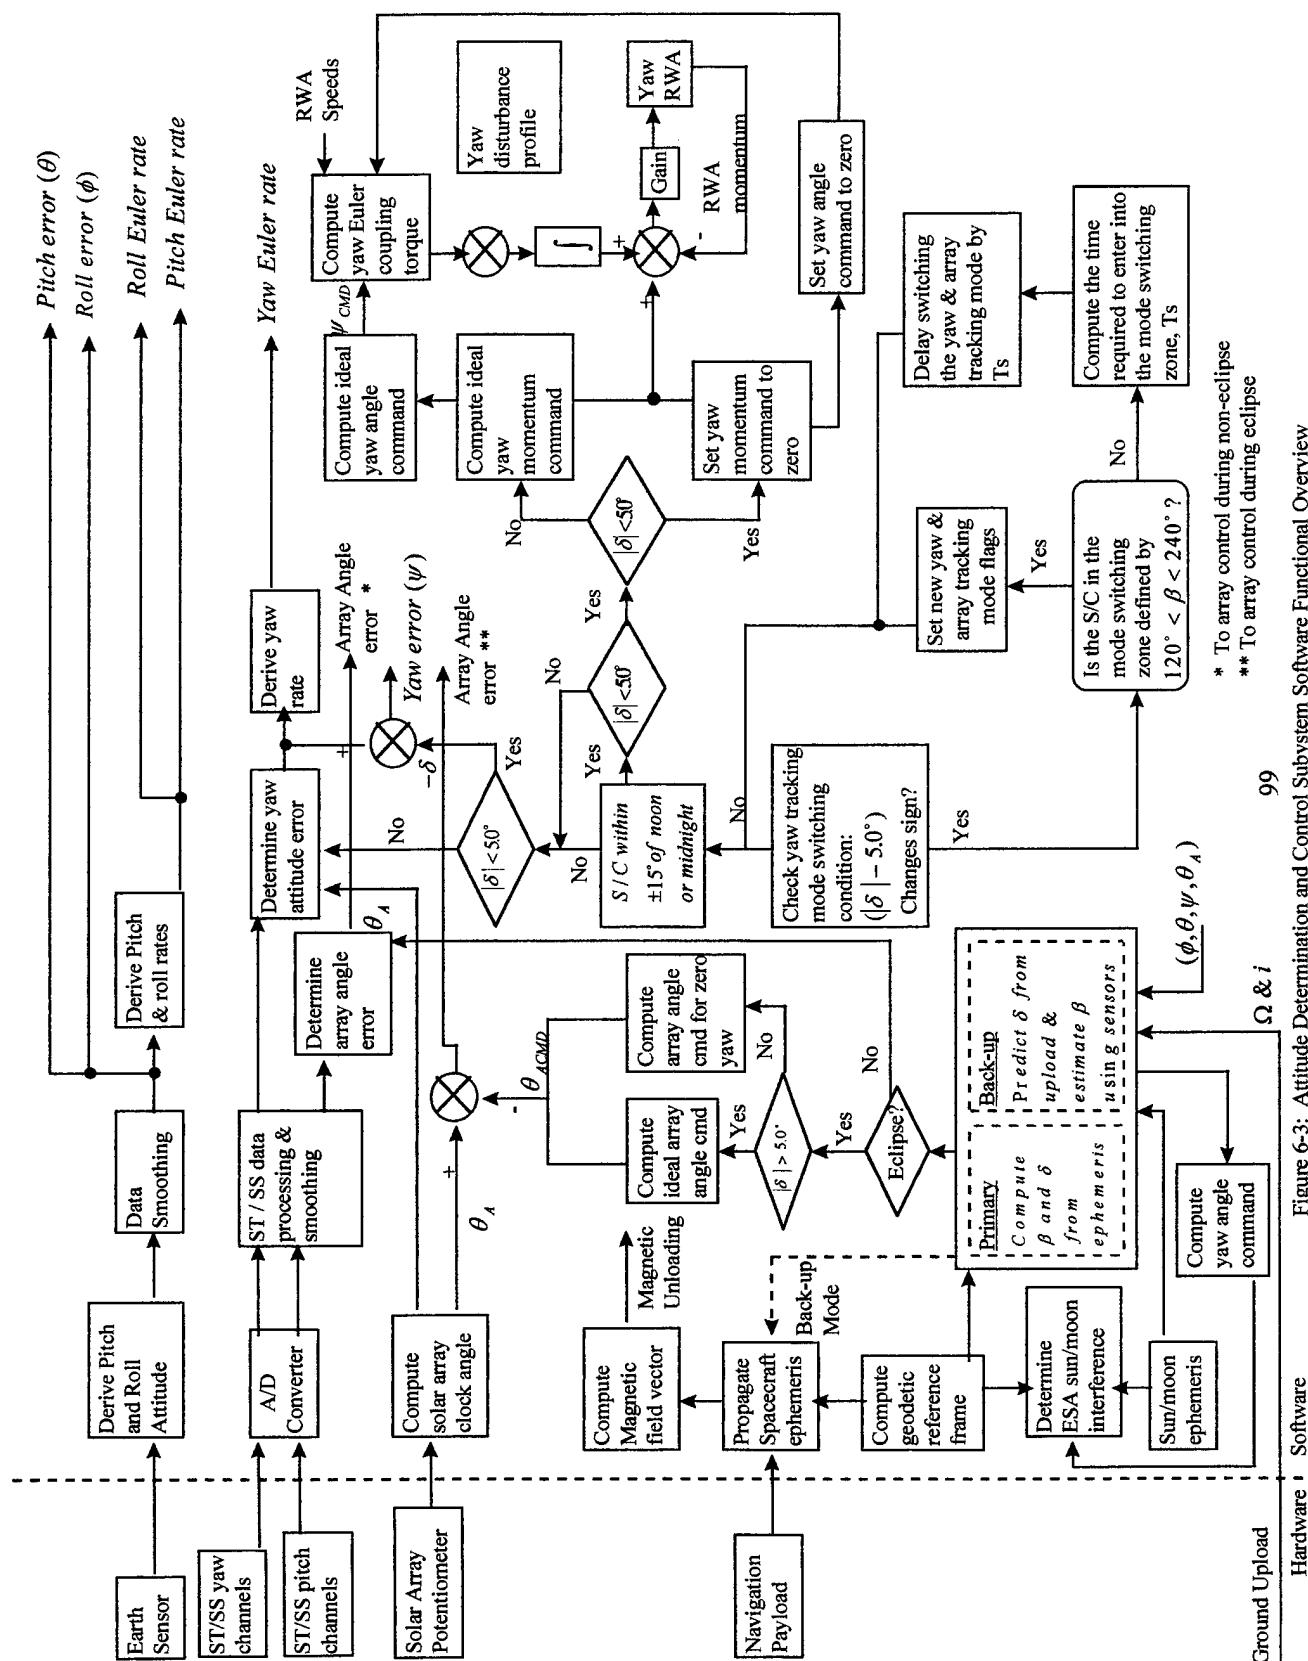 Earth
Sensor
ST/SS yaw
channels
ST/SS pitch
channels
Solar Array
Potentiometer
Navigation
Payload
Ground Upload
Hardware
Software
Derive Pitch
and Roll
Attitude
A/D
Converter
Compute
solar array
clock angle
Compute
Magnetic
field vector
Propagate
Spacecraft
ephemeris
Compute
geodetic
reference
frame
Determine
ESA sun/moon
interference
Sun/moon
ephemeris
Data
Smoothing
ST / SS data
processing &
smoothing
θ_A
+
-
θ_ACMD
Magnetic
Unloading
Back-up
Mode
Compute
yaw angle
command
Derive Pitch
& roll rates
Determine
array angle
error
Compute
ideal array
angle cmd
Compute
array angle
cmd for zero
yaw
Yes
No
|δ| > 5.0°
Yes
No
Eclipse?
Primary
Compute
β and δ
from
ephemeris
Back-up
Predict δ from
upload &
estimate β
using sensors
(ϕ,θ,ψ,θ_A)
Ω & i
Determine yaw
attitude error
θ_A
No
|δ| < 5.0°
Yes
−δ
+
No
S / C within
±15° of noon
or midnight
Yes
No
|δ| < 5.0°
Yes
No
Check yaw tracking
mode switching
condition:
(|δ| − 5.0°)
Changes sign?
Yes
Derive yaw
rate
Array Angle
error *
Yaw error (ψ)
Array Angle
error **
No
|δ| < 5.0°
Yes
Set new yaw &
array tracking
mode flags
Yes
Is the S/C in the
mode switching
zone defined by
120° < β < 240° ?
No
Pitch error (θ)
Roll error (ϕ)
Roll Euler rate
Pitch Euler rate
Yaw Euler rate
Compute ideal
yaw angle
command
Compute ideal
yaw
momentum
command
Set yaw
momentum
command to
zero
ψ_CMD
Compute
yaw Euler
coupling
torque
RWA
Speeds
∫
+
+
-
Gain
Yaw
RWA
RWA
momentum
Yaw
disturbance
profile
Set yaw angle
command to zero
Delay switching
the yaw & array
tracking mode by
Ts
Compute the time
required to enter into
the mode switching
zone, Ts
* To array control during non-eclipse
** To array control during eclipse
99
Figure 6-3: Attitude Determination and Control Subsystem Software Functional Overview